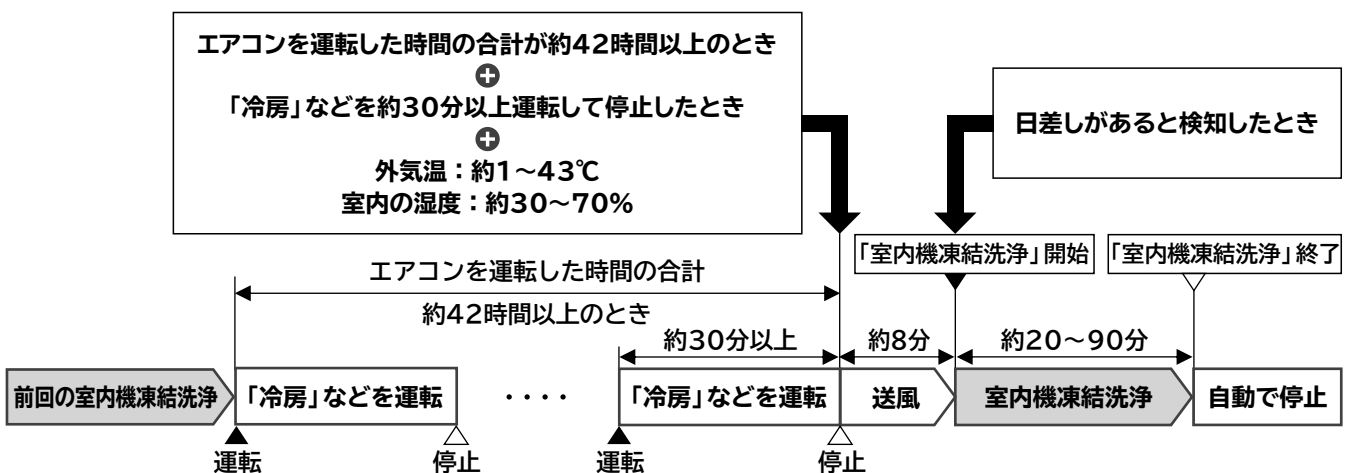 エアコンを運転した時間の合計が約42時間以上のとき
+
「冷房」などを約30分以上運転して停止したとき
+
外気温：約1～43℃
室内の湿度：約30～70%
日差しがあると検知したとき
「室内機凍結洗浄」開始
「室内機凍結洗浄」終了
エアコンを運転した時間の合計
約42時間以上のとき
約30分以上
約8分
約20～90分
前回の室内機凍結洗浄
「冷房」などを運転
・・・・
「冷房」などを運転
送風
室内機凍結洗浄
自動で停止
運転
停止
運転
停止